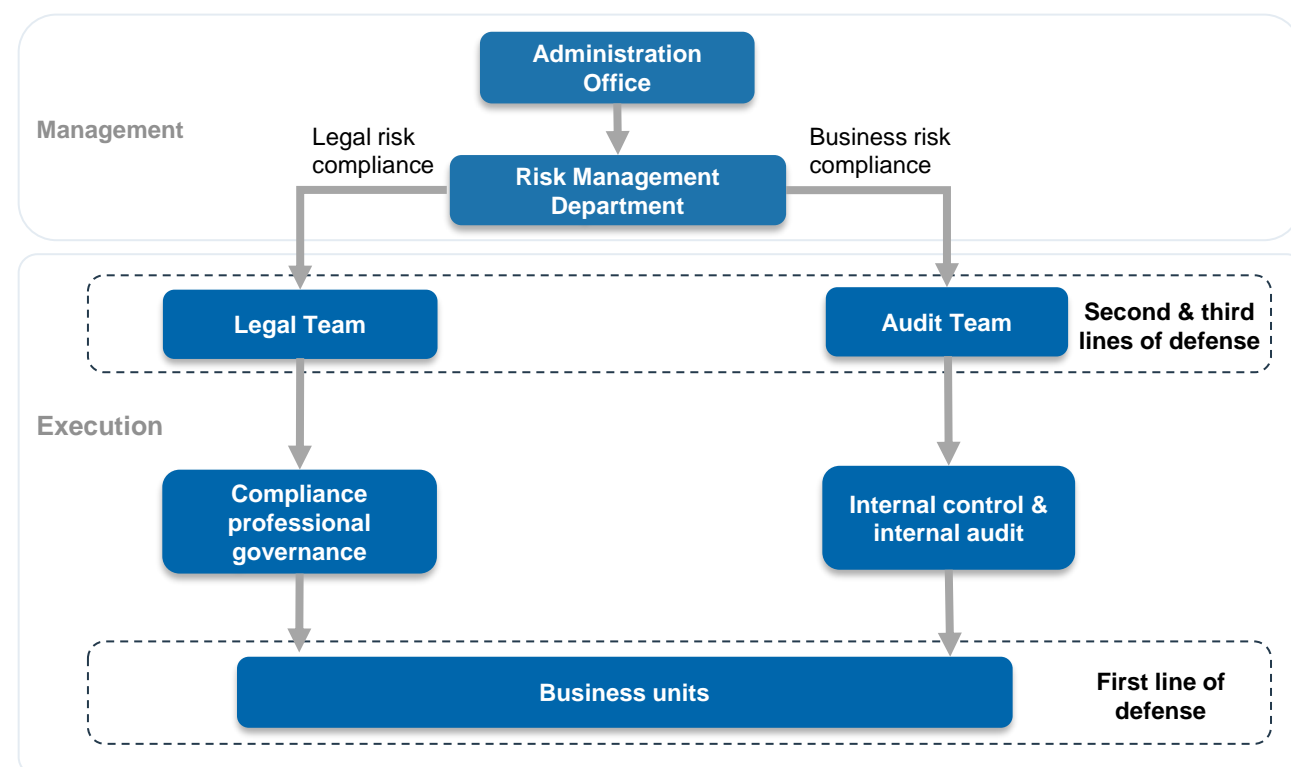 Administration
Office
Management
Legal risk
compliance
Business risk
compliance
Risk Management
Department
Legal Team
Audit Team
Second & third
lines of defense
Execution
Compliance
professional
governance
Internal control &
internal audit
Business units
First line of
defense